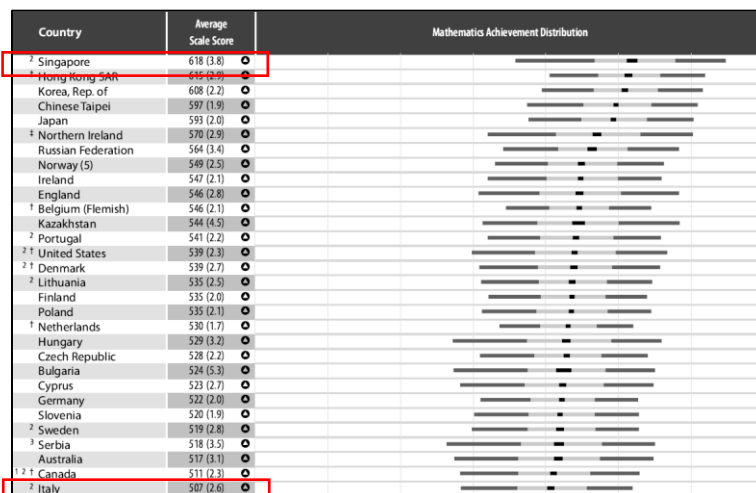 Country Average Scale Score Mathematics Achievement Distribution
2 Singapore 618 (3.8)
† Hong Kong SAR 615 (2.9)
Korea, Rep. of 608 (2.2)
Chinese Taipei 597 (1.9)
Japan 593 (2.0)
‡ Northern Ireland 570 (2.9)
Russian Federation 564 (3.4)
Norway (5) 549 (2.5)
Ireland 547 (2.1)
England 546 (2.8)
† Belgium (Flemish) 546 (2.1)
Kazakhstan 544 (4.5)
2 Portugal 541 (2.2)
2 † United States 539 (2.3)
2 † Denmark 539 (2.7)
2 Lithuania 535 (2.5)
Finland 535 (2.0)
Poland 535 (2.1)
† Netherlands 530 (1.7)
Hungary 529 (3.2)
Czech Republic 528 (2.2)
Bulgaria 524 (5.3)
Cyprus 523 (2.7)
Germany 522 (2.0)
Slovenia 520 (1.9)
2 Sweden 519 (2.8)
3 Serbia 518 (3.5)
Australia 517 (3.1)
1 2 † Canada 511 (2.3)
2 Italy 507 (2.6)